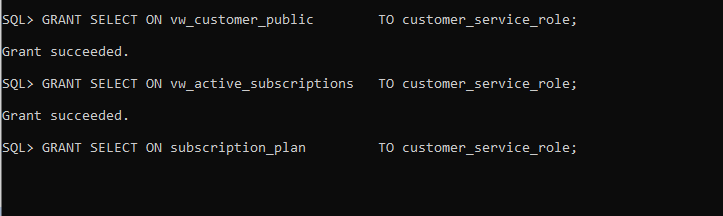 SQL> GRANT SELECT ON vw_customer_public        TO customer_service_role;
Grant succeeded.
SQL> GRANT SELECT ON vw_active_subscriptions   TO customer_service_role;
Grant succeeded.
SQL> GRANT SELECT ON subscription_plan         TO customer_service_role;